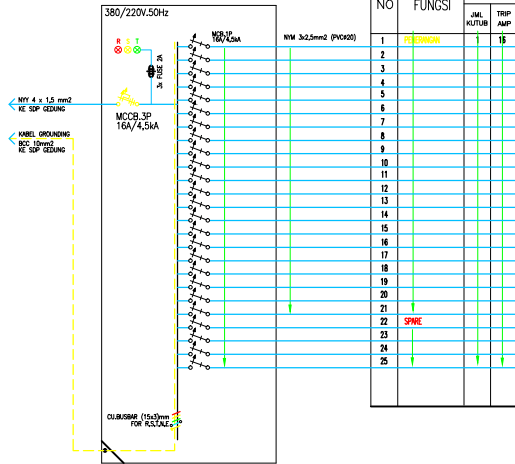 380/220V.50Hz
R S T
3x FUSE 2A
MCB.1P
16A/4,5kA
NYM 3x2,5mm2 (PVC#20)
NYY 4 x 1,5 mm2
KE SDP GEDUNG
MCCB.3P
16A/4,5kA
KABEL GROUNDING
BCC 10mm2
KE SDP GEDUNG
CU.BUSBAR (15x3)mm
FOR R,S,T,N,E
NO FUNGSI JML KUTUB TRIP AMP
1 PENERANGAN 1 16
2
3
4
5
6
7
8
9
10
11
12
13
14
15
16
17
18
19
20
21
22 SPARE
23
24
25